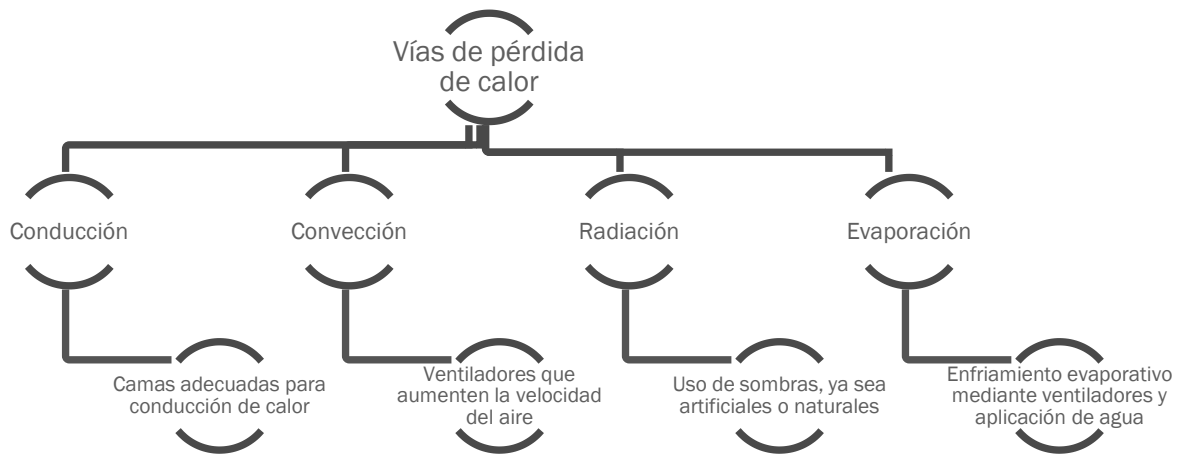 Vías de pérdida
de calor
Conducción
Convección
Radiación
Evaporación
Camas adecuadas para
conducción de calor
Ventiladores que
aumenten la velocidad
del aire
Uso de sombras, ya sea
artificiales o naturales
Enfriamiento evaporativo
mediante ventiladores y
aplicación de agua